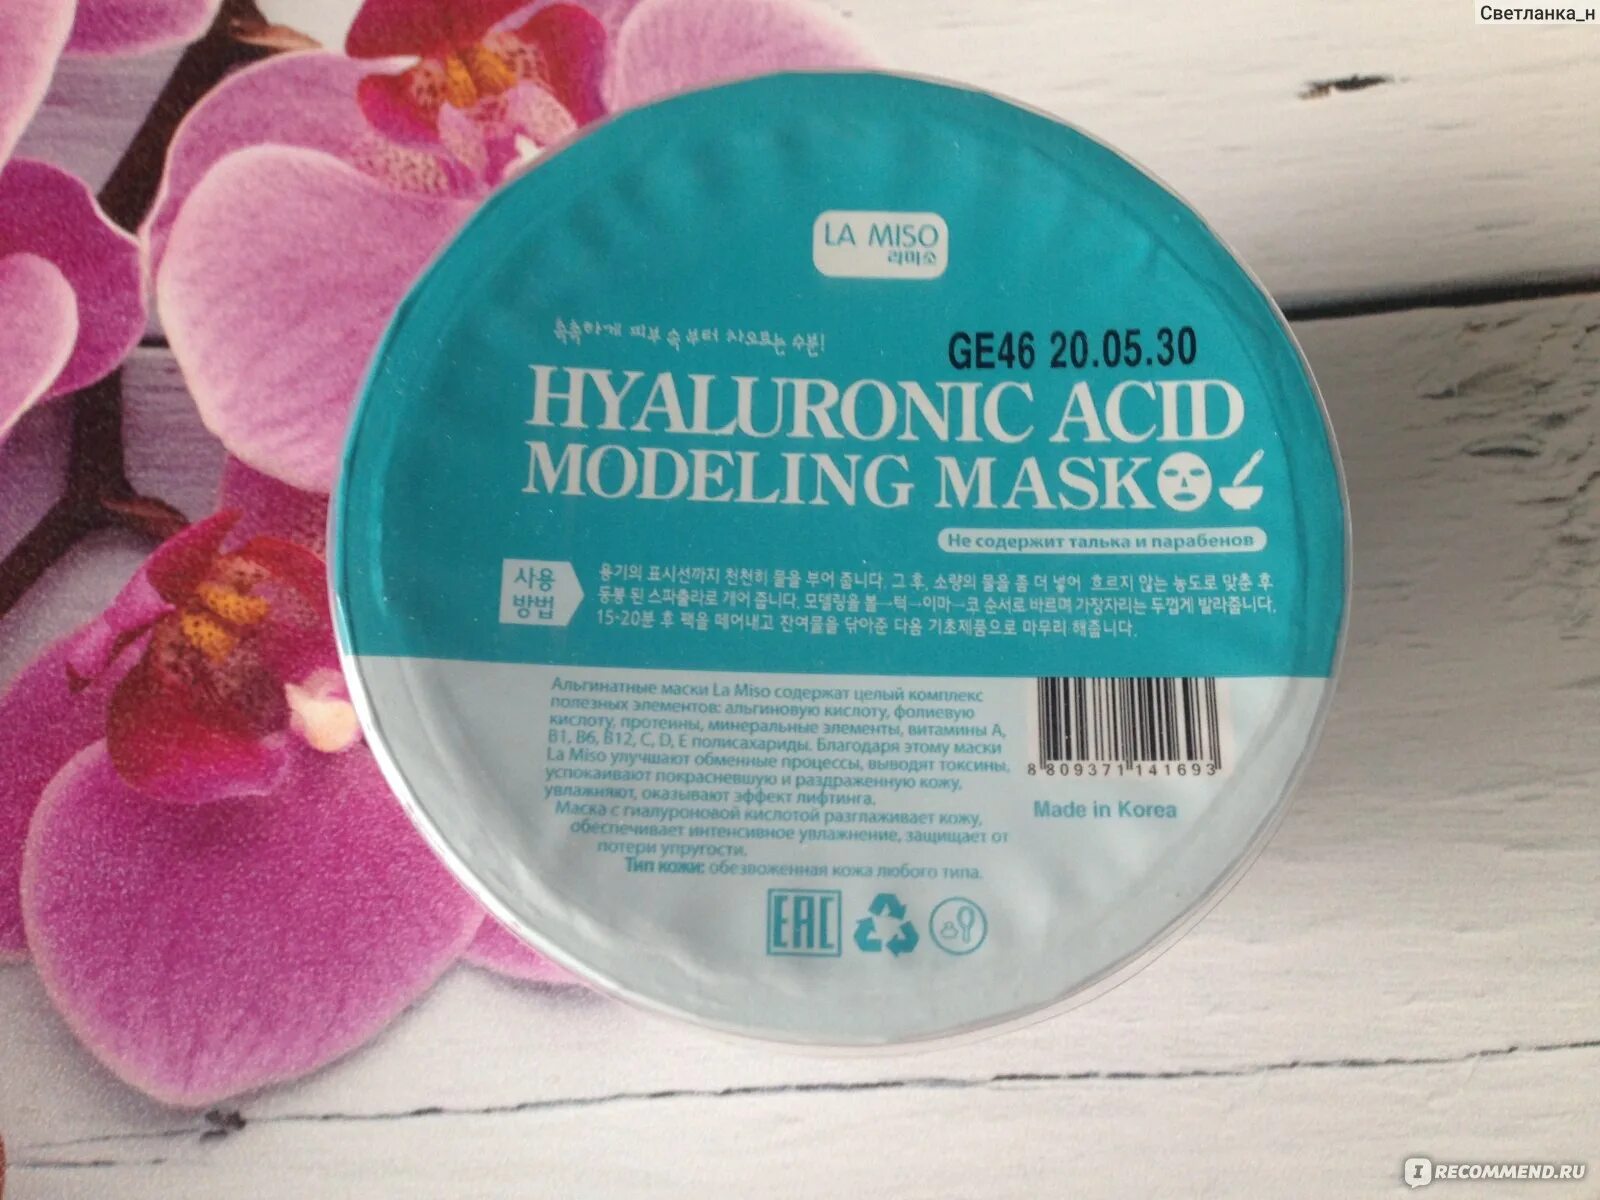 Светланка_н
LA MISO
라미소
촉촉하게 피부 속부터 차오르는 수분!
GE46 20.05.30
HYALURONIC ACID
MODELING MASK
Не содержит талька и парабенов
사용
방법
용기의 표시선까지 천천히 물을 부어 줍니다. 그 후, 소량의 물을 좀 더 넣어 흐르지 않는 농도로 맞춘 후
동봉 된 스파츌라로 개어 줍니다. 모델링을 볼→턱→이마→코 순서로 바르며 가장자리는 두껍게 발라줍니다.
15-20분 후 팩을 떼어내고 잔여물을 닦아준 다음 기초제품으로 마무리 해줍니다.
Альгинатные маски La Miso содержат целый комплекс
полезных элементов: альгиновую кислоту, фолиевую
кислоту, протеины, минеральные элементы, витамины А,
B1, B6, B12, C, D, E полисахариды. Благодаря этому маски
La Miso улучшают обменные процессы, выводят токсины,
успокаивают покрасневшую и раздраженную кожу,
увлажняют, оказывают эффект лифтинга.
Маска с гиалуроновой кислотой разглаживает кожу,
обеспечивает интенсивное увлажнение, защищает от
потери упругости.
Тип кожи: обезвоженная кожа любого типа.
8 809371 141693
Made in Korea
EAC
IRECOMMEND.RU